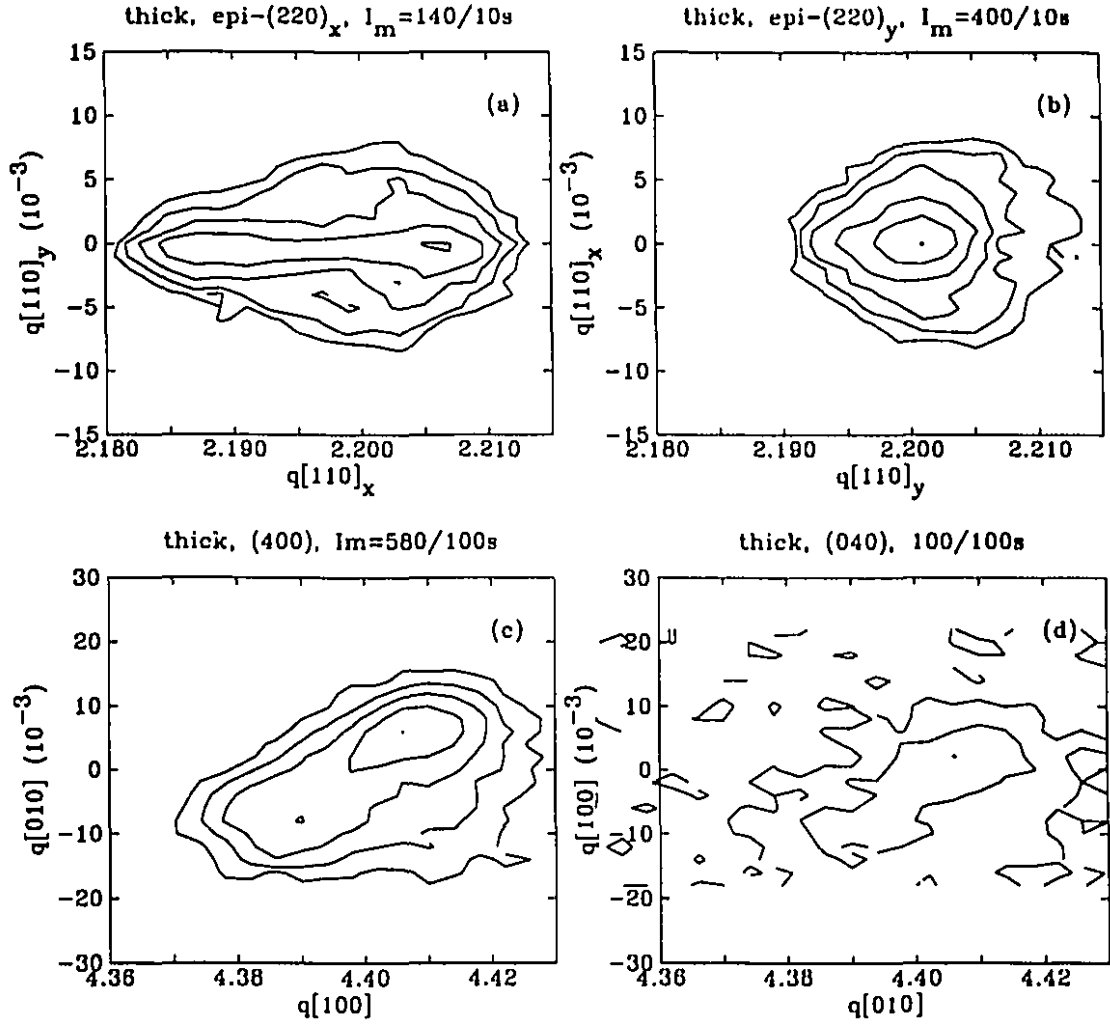 thick, epi-(220)x, I_m=140/10s
thick, epi-(220)y, I_m=400/10s
(a)
(b)
15
10
5
0
-5
-10
-15
q[110]y (10^-3)
2.180
2.190
2.200
2.210
q[110]x
15
10
5
0
-5
-10
-15
q[110]x (10^-3)
2.180
2.190
2.200
2.210
q[110]y
thick, (400), Im=580/100s
thick, (040), 100/100s
(c)
(d)
30
20
10
0
-10
-20
-30
q[010] (10^-3)
4.36
4.38
4.40
4.42
q[100]
30
20
10
0
-10
-20
-30
q[100] (10^-3)
4.36
4.38
4.40
4.42
q[010]